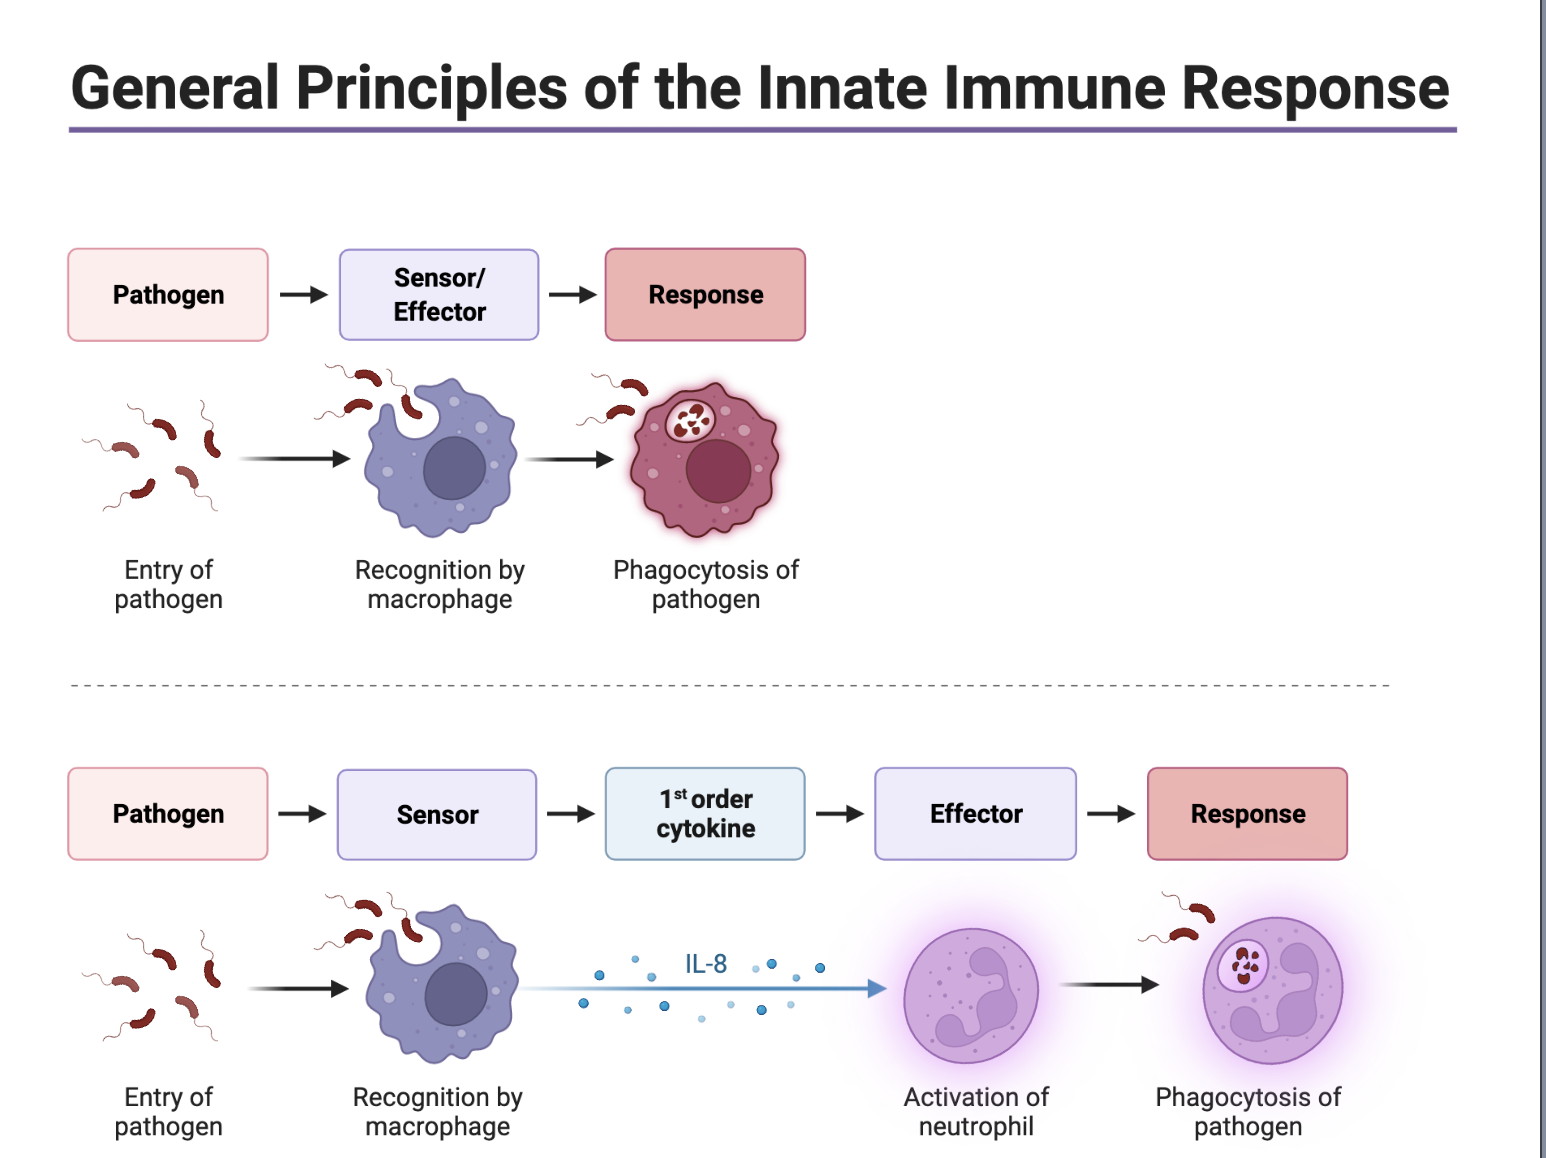 General Principles of the Innate Immune Response
Pathogen
Sensor/
Effector
Response
Entry of
pathogen
Recognition by
macrophage
Phagocytosis of
pathogen
Pathogen
Sensor
1st order
cytokine
Effector
Response
IL-8
Entry of
pathogen
Recognition by
macrophage
Activation of
neutrophil
Phagocytosis of
pathogen